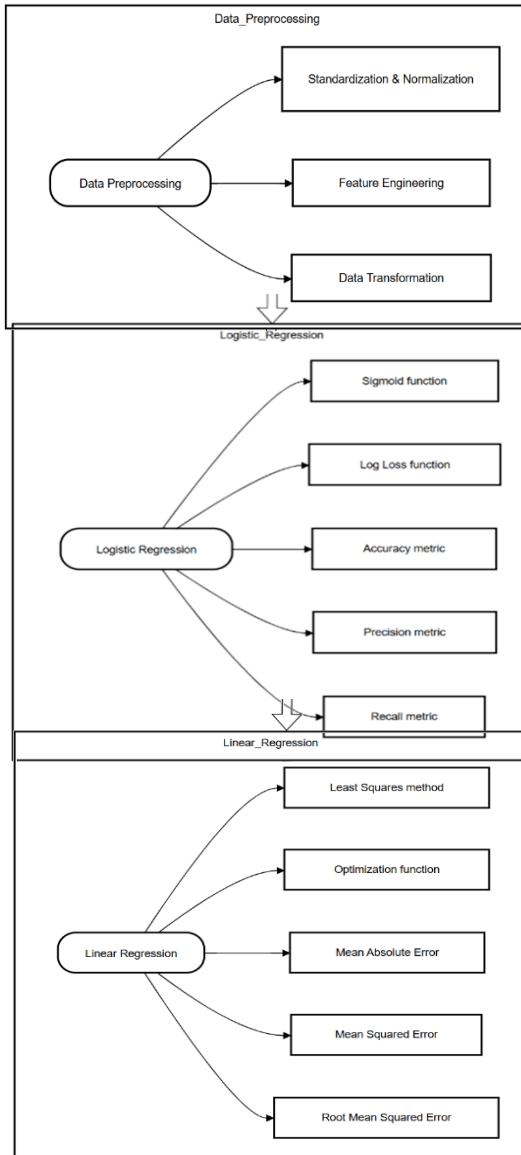 Data_Preprocessing
Standardization & Normalization
Data Preprocessing
Feature Engineering
Data Transformation
Logistic_Regression
Sigmoid function
Log Loss function
Logistic Regression
Accuracy metric
Precision metric
Recall metric
Linear_Regression
Least Squares method
Optimization function
Linear Regression
Mean Absolute Error
Mean Squared Error
Root Mean Squared Error